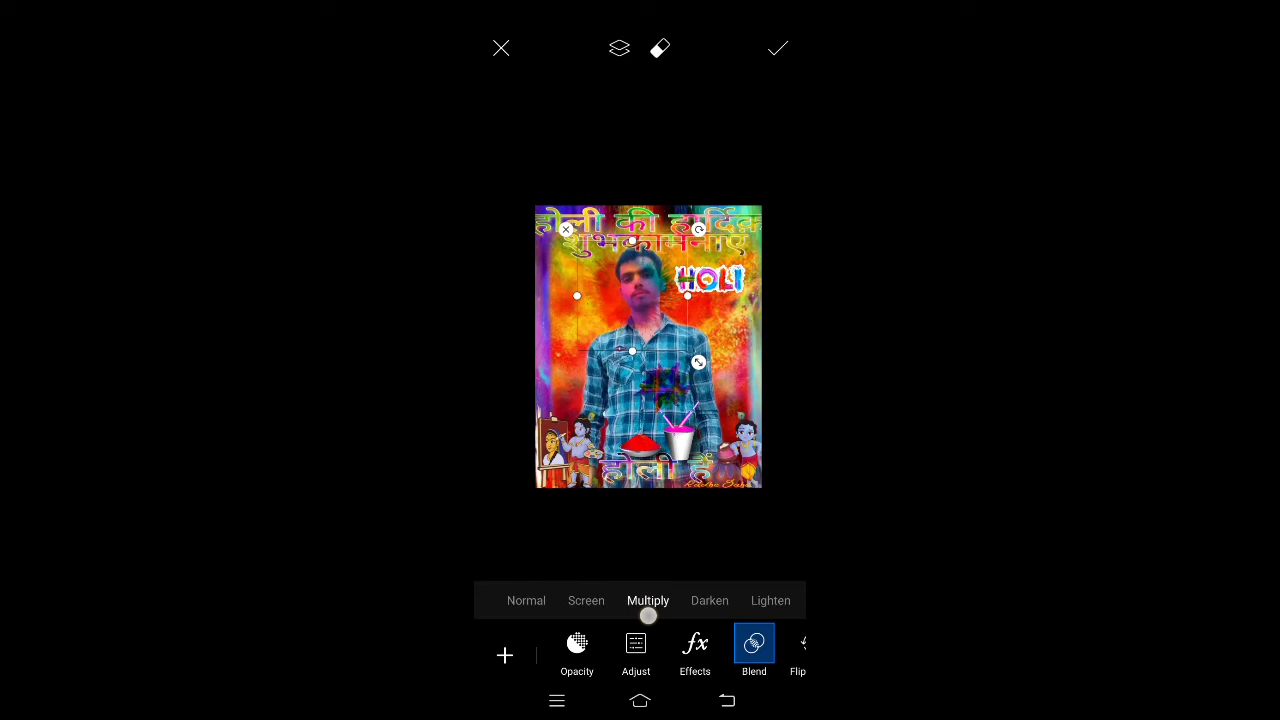 होली की हार्दिक
शुभकामनाए
HOLI
होली हैं
Normal Screen Multiply Darken Lighten
Opacity Adjust Effects Blend Flip